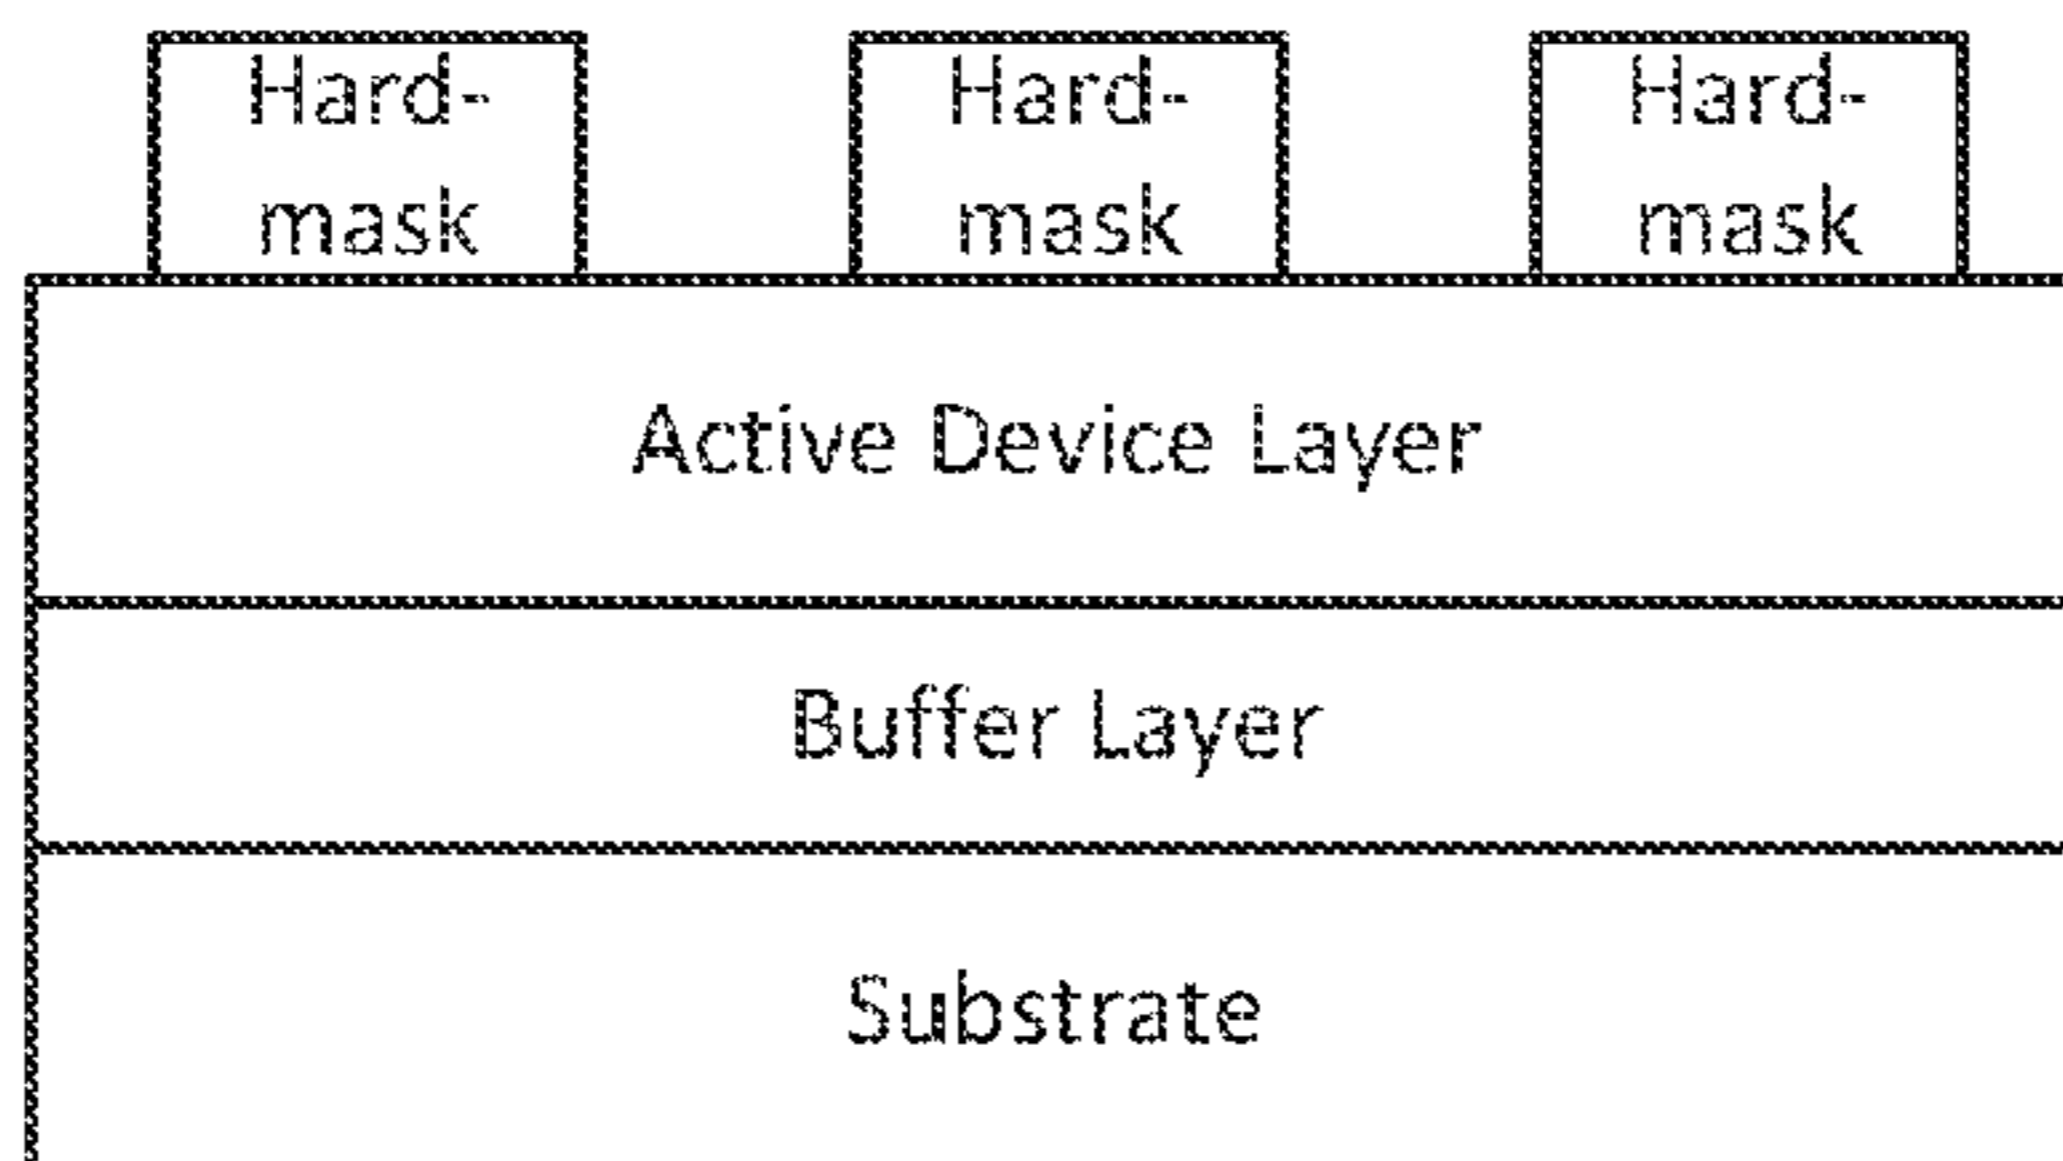 Hard- Hard- Hard-
mask mask mask
Active Device Layer
Buffer Layer
Substrate